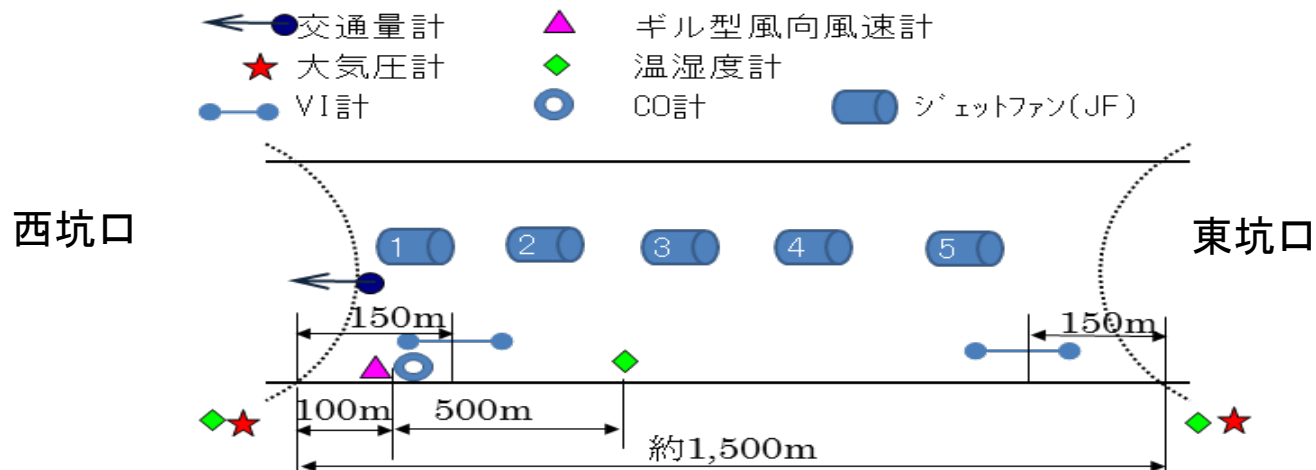 交通量計 ギル型風向風速計
大気圧計 温湿度計
VI計 CO計 ジェットファン(JF)
西坑口 東坑口
1 2 3 4 5
150m 150m
100m 500m
約1,500m